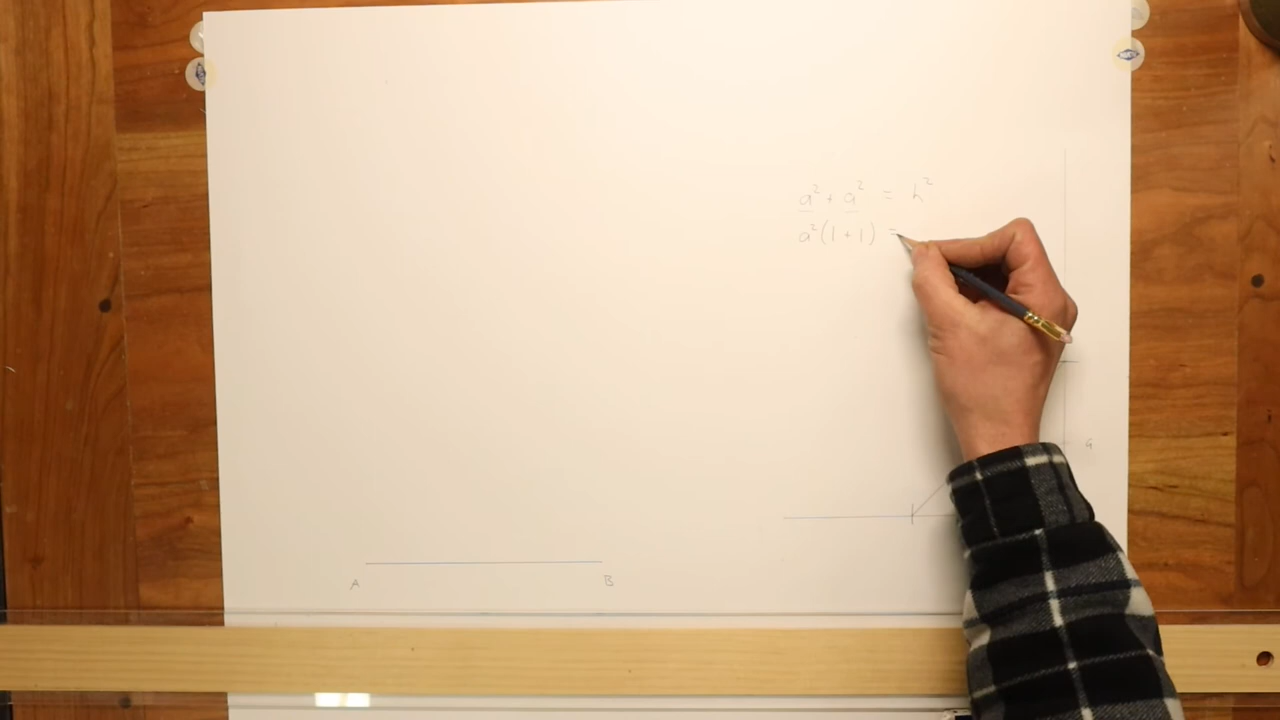 a² + a² = h²
a²(1 + 1) =
G
A B